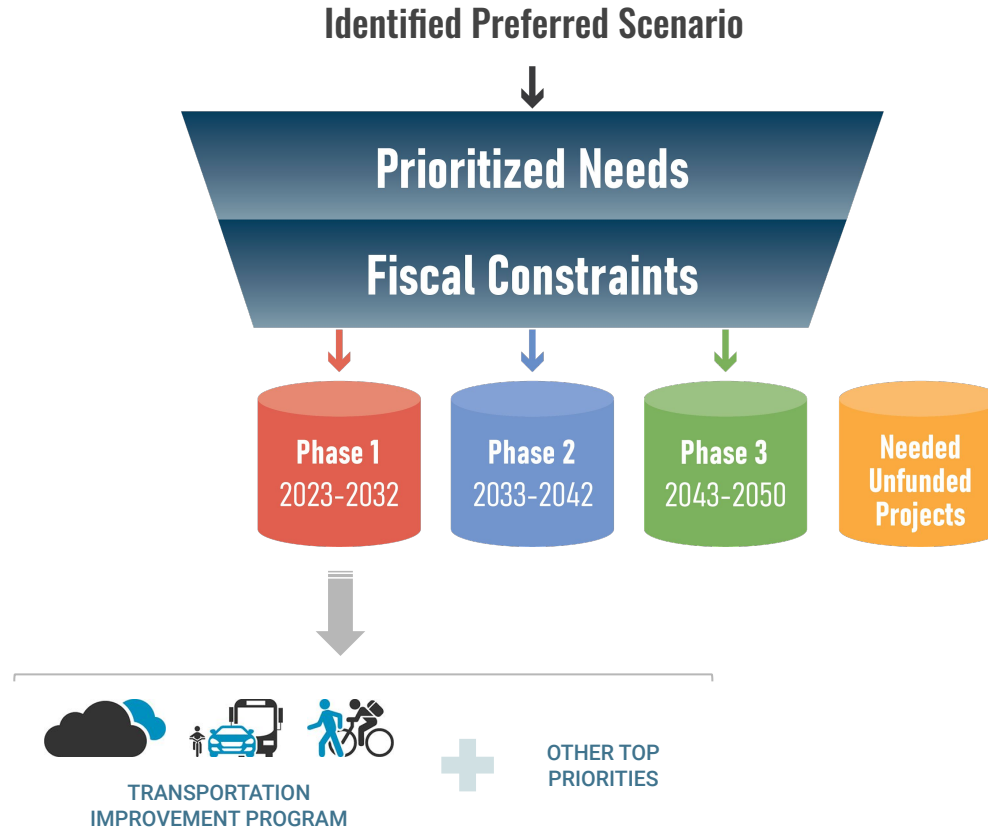 Identified Preferred Scenario
Prioritized Needs
Fiscal Constraints
Phase 1
2023-2032
Phase 2
2033-2042
Phase 3
2043-2050
Needed
Unfunded
Projects
TRANSPORTATION
IMPROVEMENT PROGRAM
OTHER TOP
PRIORITIES